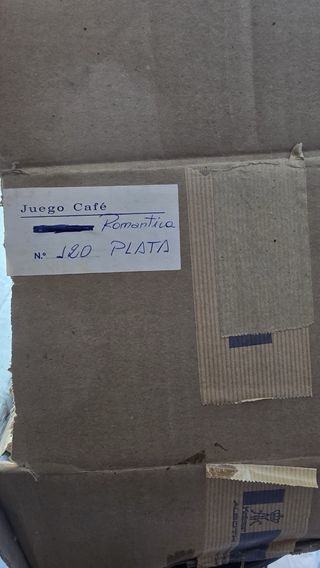 Juego Café
Romantica
N.º 120 PLATA